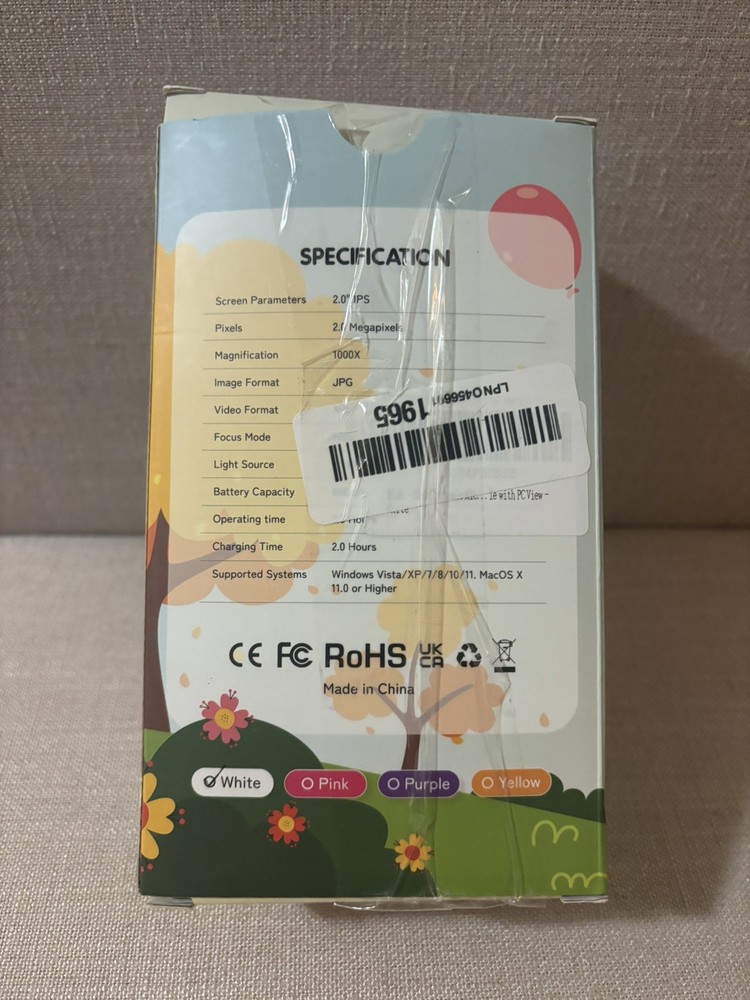 SPECIFICATION
Screen Parameters 2.0" IPS
Pixels 2.0 Megapixels
Magnification 1000X
Image Format JPG
Video Format
Focus Mode
Light Source
Battery Capacity
Operating time
Charging Time 2.0 Hours
Supported Systems Windows Vista/XP/7/8/10/11. MacOS X
11.0 or Higher
1965
with PC View -
CE FC RoHS UK
CA
Made in China
White Pink Purple Yellow